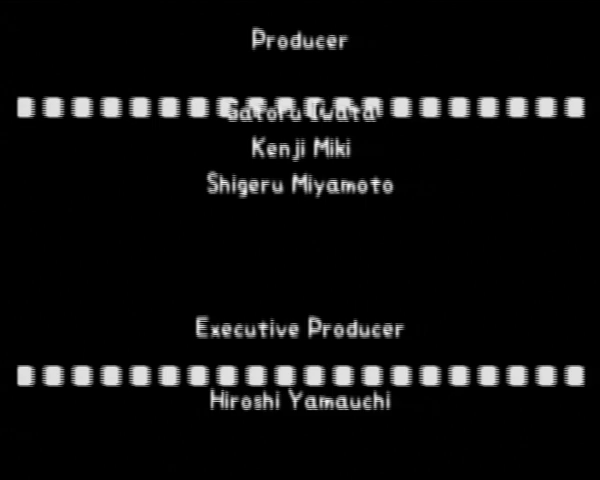 Producer
Satoru Iwata
Kenji Miki
Shigeru Miyamoto
Executive Producer
Hiroshi Yamauchi